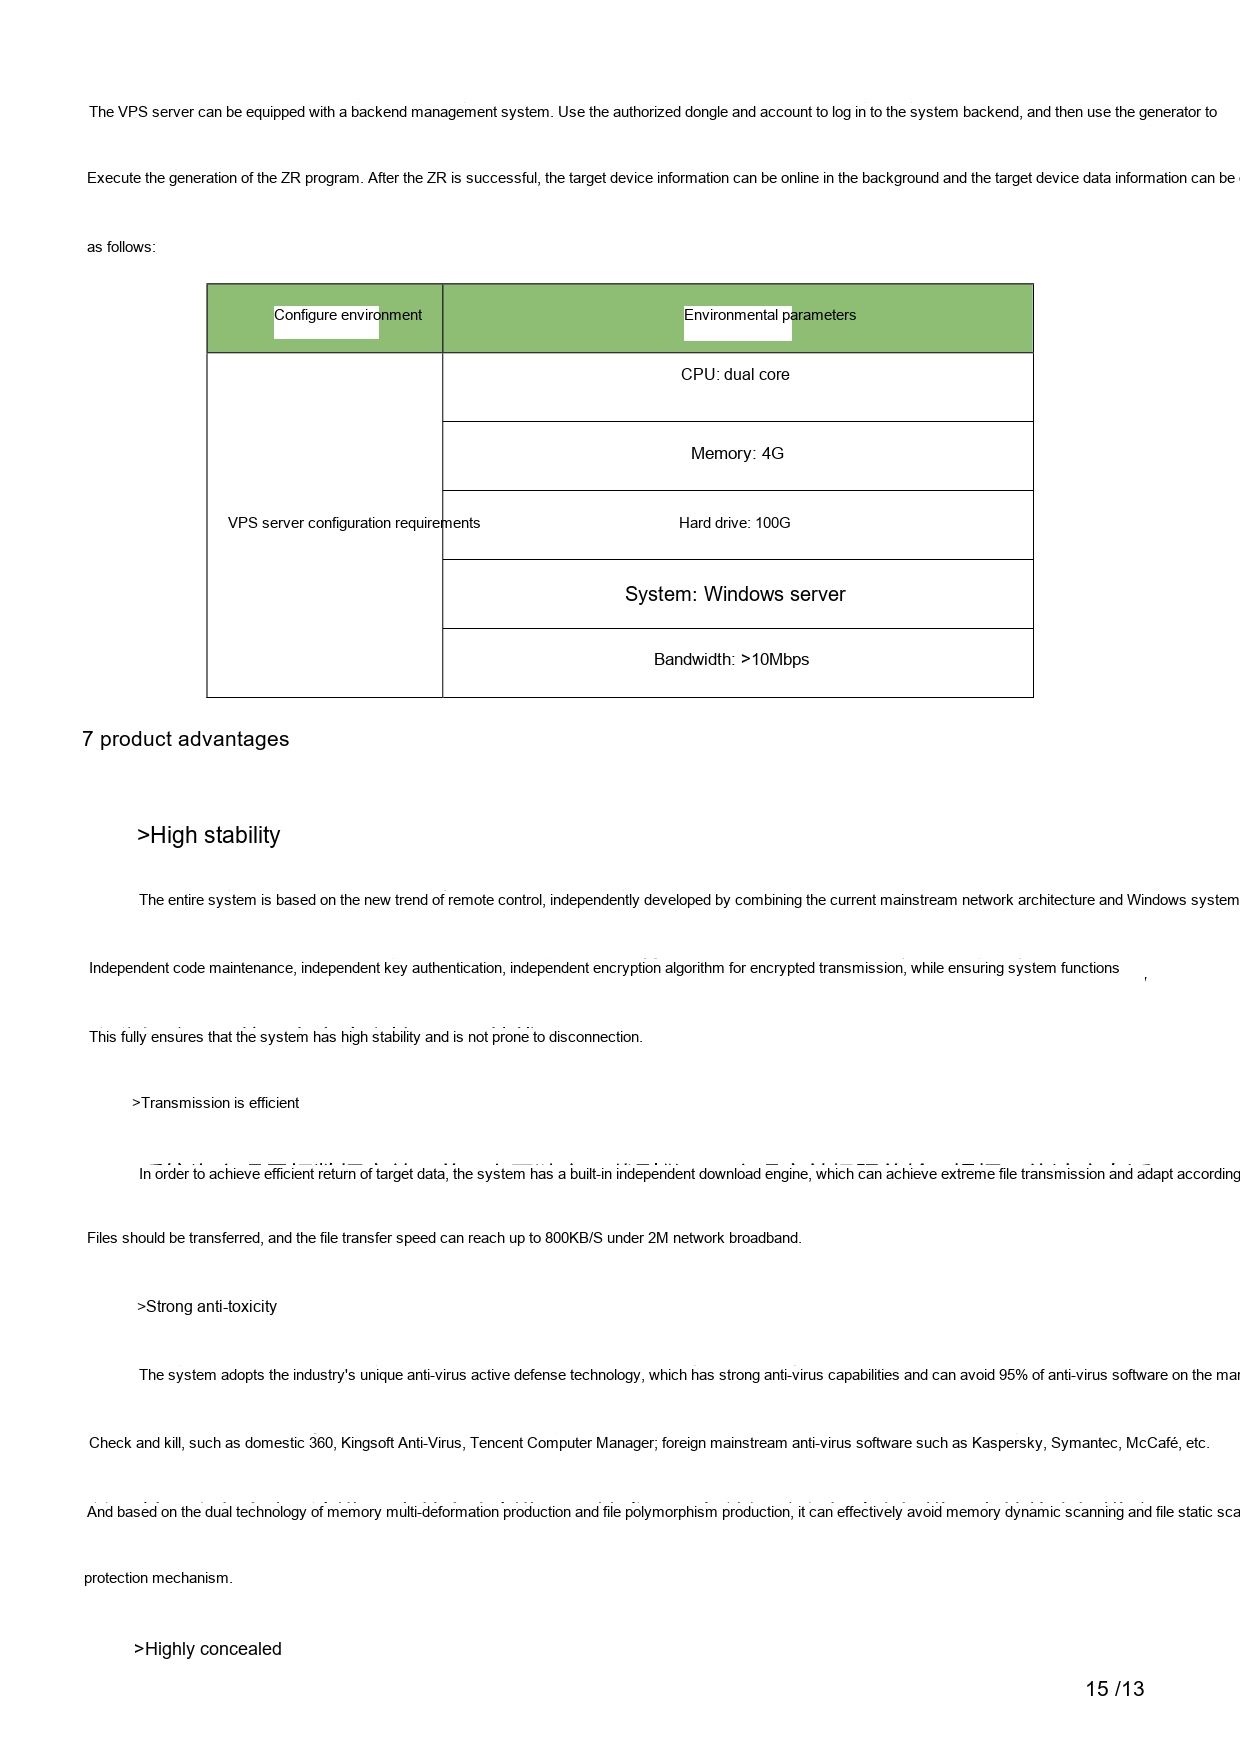 The VPS server can be equipped with a backend management system. Use the authorized dongle and account to log in to the system backend, and then use the generator to
Execute the generation of the ZR program. After the ZR is successful, the target device information can be online in the background and the target device data information can be
as follows:
Configure environment
Environmental parameters
CPU: dual core
Memory: 4G
VPS server configuration requirements
Hard drive: 100G
System: Windows server
Bandwidth: >10Mbps
7 product advantages
>High stability
The entire system is based on the new trend of remote control, independently developed by combining the current mainstream network architecture and Windows system
Independent code maintenance, independent key authentication, independent encryption algorithm for encrypted transmission, while ensuring system functions
This fully ensures that the system has high stability and is not prone to disconnection.
>Transmission is efficient
In order to achieve efficient return of target data, the system has a built-in independent download engine, which can achieve extreme file transmission and adapt according
Files should be transferred, and the file transfer speed can reach up to 800KB/S under 2M network broadband.
>Strong anti-toxicity
The system adopts the industry's unique anti-virus active defense technology, which has strong anti-virus capabilities and can avoid 95% of anti-virus software on the
Check and kill, such as domestic 360, Kingsoft Anti-Virus, Tencent Computer Manager; foreign mainstream anti-virus software such as Kaspersky, Symantec, McCafé, etc.
And based on the dual technology of memory multi-deformation production and file polymorphism production, it can effectively avoid memory dynamic scanning and file static
protection mechanism.
>Highly concealed
15 /13